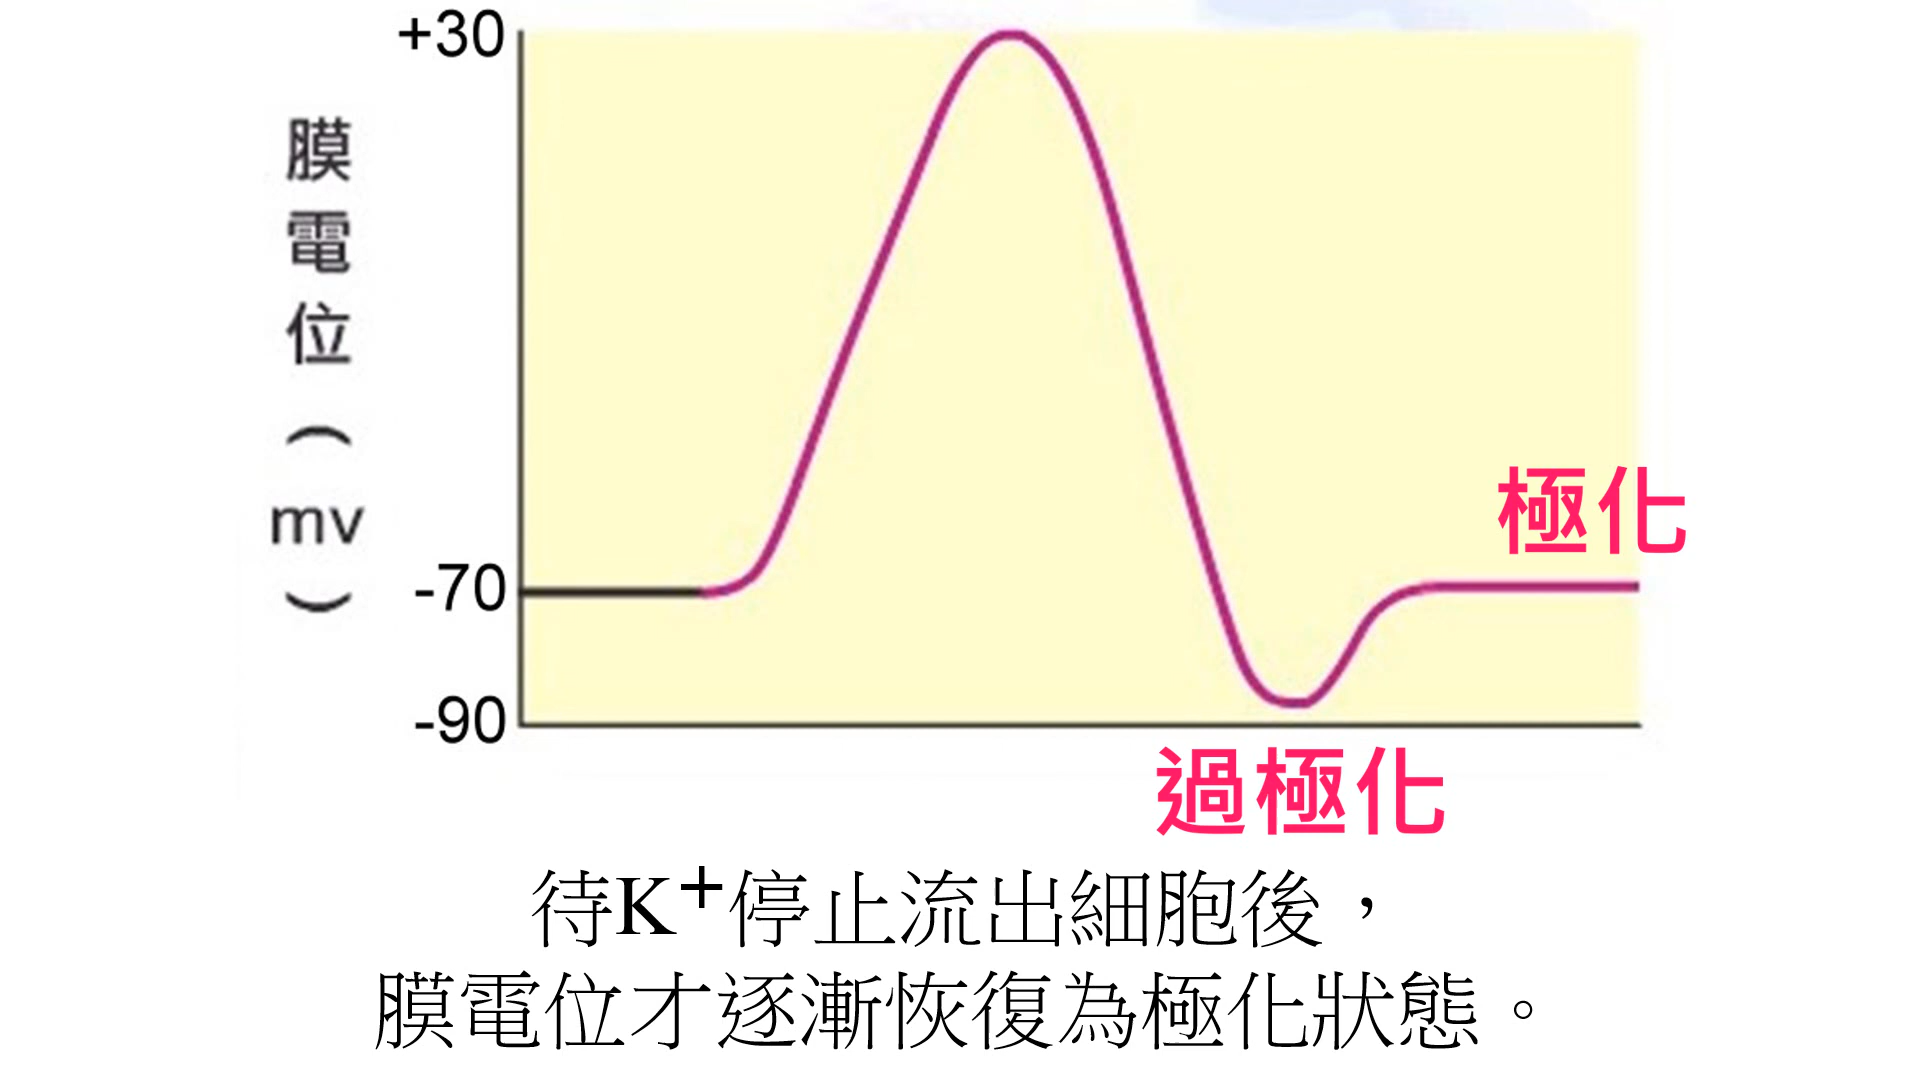 +30
膜電位(mv)
-70
-90
極化
過極化
待K⁺停止流出細胞後，
膜電位才逐漸恢復為極化狀態。